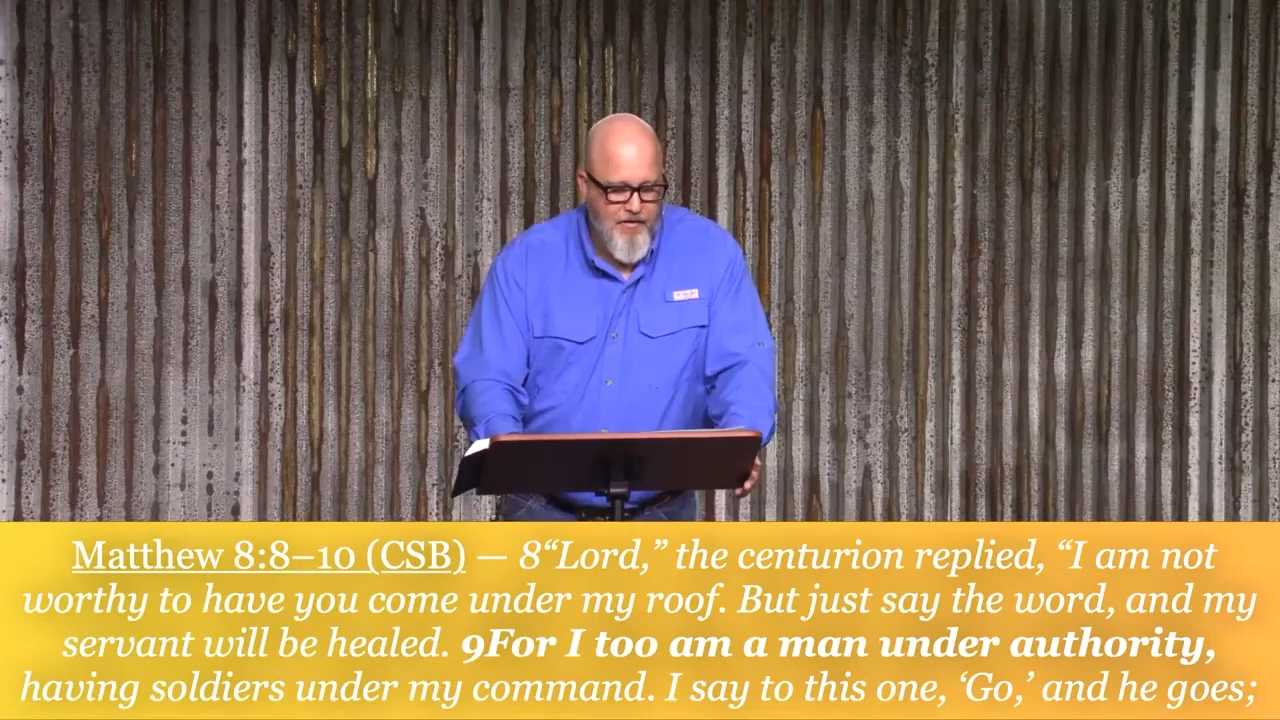 Matthew 8:8–10 (CSB) — 8“Lord,” the centurion replied, “I am not
worthy to have you come under my roof. But just say the word, and my
servant will be healed. 9For I too am a man under authority,
having soldiers under my command. I say to this one, ‘Go,’ and he goes;